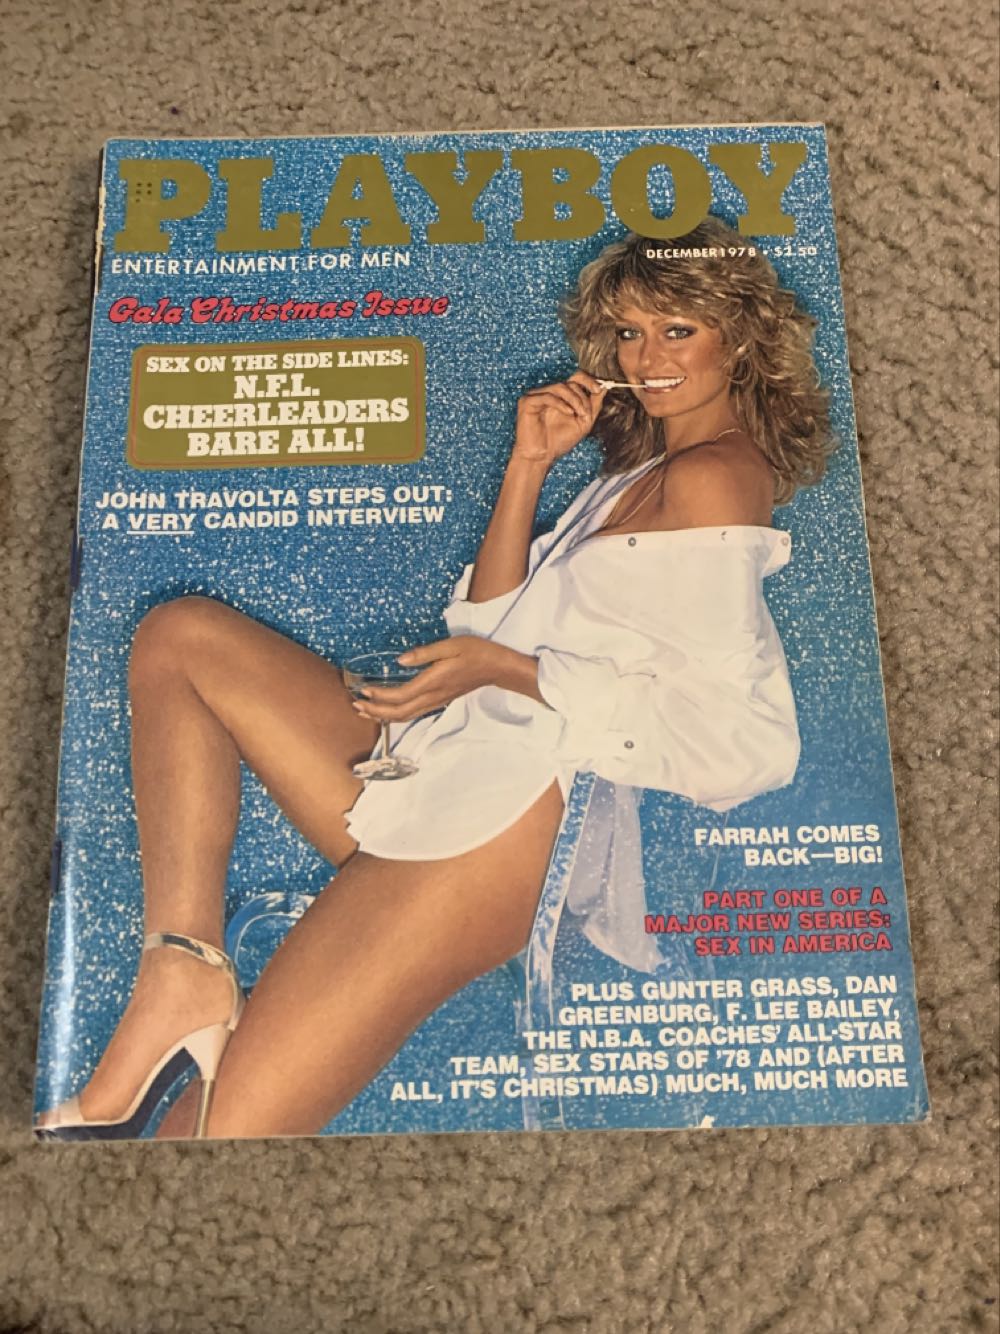 PLAYBOY
ENTERTAINMENT FOR MEN
DECEMBER 1978 • $2.50
Gala Christmas Issue
SEX ON THE SIDE LINES:
N.F.L.
CHEERLEADERS
BARE ALL!
JOHN TRAVOLTA STEPS OUT:
A VERY CANDID INTERVIEW
FARRAH COMES
BACK—BIG!
PART ONE OF A
MAJOR NEW SERIES:
SEX IN AMERICA
PLUS GUNTER GRASS, DAN
GREENBURG, F. LEE BAILEY,
THE N.B.A. COACHES' ALL-STAR
TEAM, SEX STARS OF '78 AND (AFTER
ALL, IT'S CHRISTMAS) MUCH, MUCH MORE